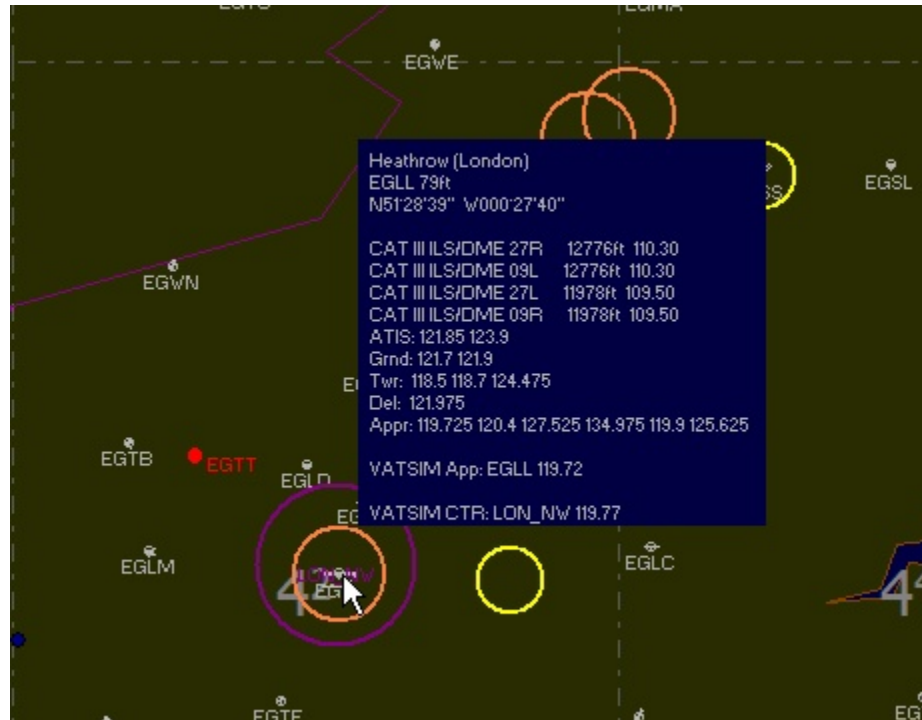 EGWE
EGSL
Heathrow (London)
EGLL 79ft
N51°28'39" W000°27'40"
CAT III ILS/DME 27R 12776ft 110.30
CAT III ILS/DME 09L 12776ft 110.30
CAT III ILS/DME 27L 11978ft 109.50
CAT III ILS/DME 09R 11978ft 109.50
ATIS: 121.85 123.9
Grnd: 121.7 121.9
Twr: 118.5 118.7 124.475
Del: 121.975
Appr: 119.725 120.4 127.525 134.975 119.9 125.625
VATSIM App: EGLL 119.72
VATSIM CTR: LON_NW 119.77
EGWN
EGTB
EGTT
EGLD
EGLM
EGLC